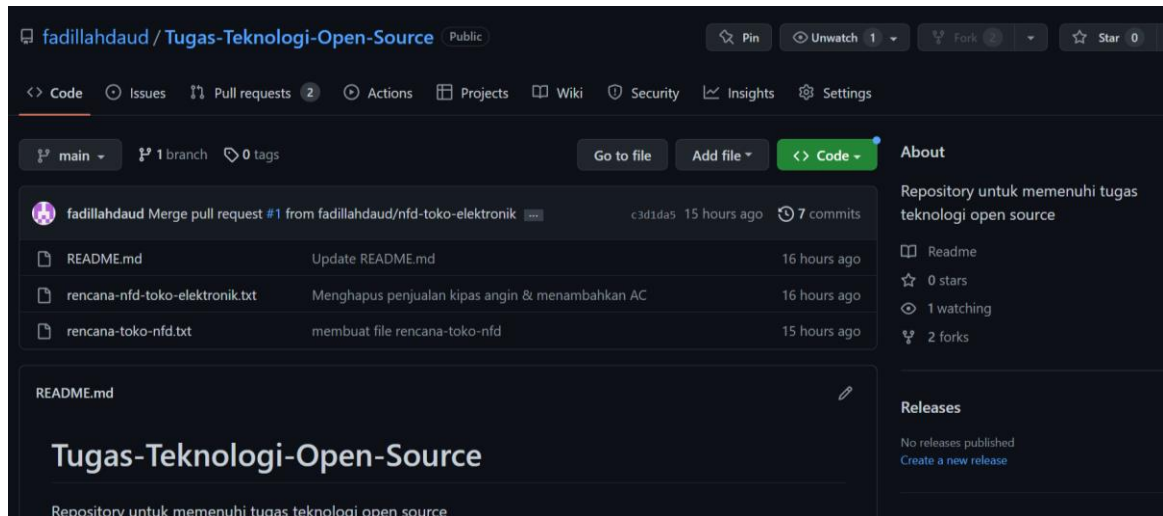 fadillahdaud / Tugas-Teknologi-Open-Source Public
Pin
Unwatch 1
Fork 2
Star 0
<> Code
Issues
Pull requests 2
Actions
Projects
Wiki
Security
Insights
Settings
main
1 branch
0 tags
Go to file
Add file
<> Code
fadillahdaud Merge pull request #1 from fadillahdaud/nfd-toko-elektronik ...
c3d1da5 15 hours ago
7 commits
README.md Update README.md 16 hours ago
rencana-nfd-toko-elektronik.txt Menghapus penjualan kipas angin & menambahkan AC 16 hours ago
rencana-toko-nfd.txt membuat file rencana-toko-nfd 15 hours ago
README.md
Tugas-Teknologi-Open-Source
Repository untuk memenuhi tugas teknologi open source
About
Repository untuk memenuhi tugas
teknologi open source
Readme
0 stars
1 watching
2 forks
Releases
No releases published
Create a new release